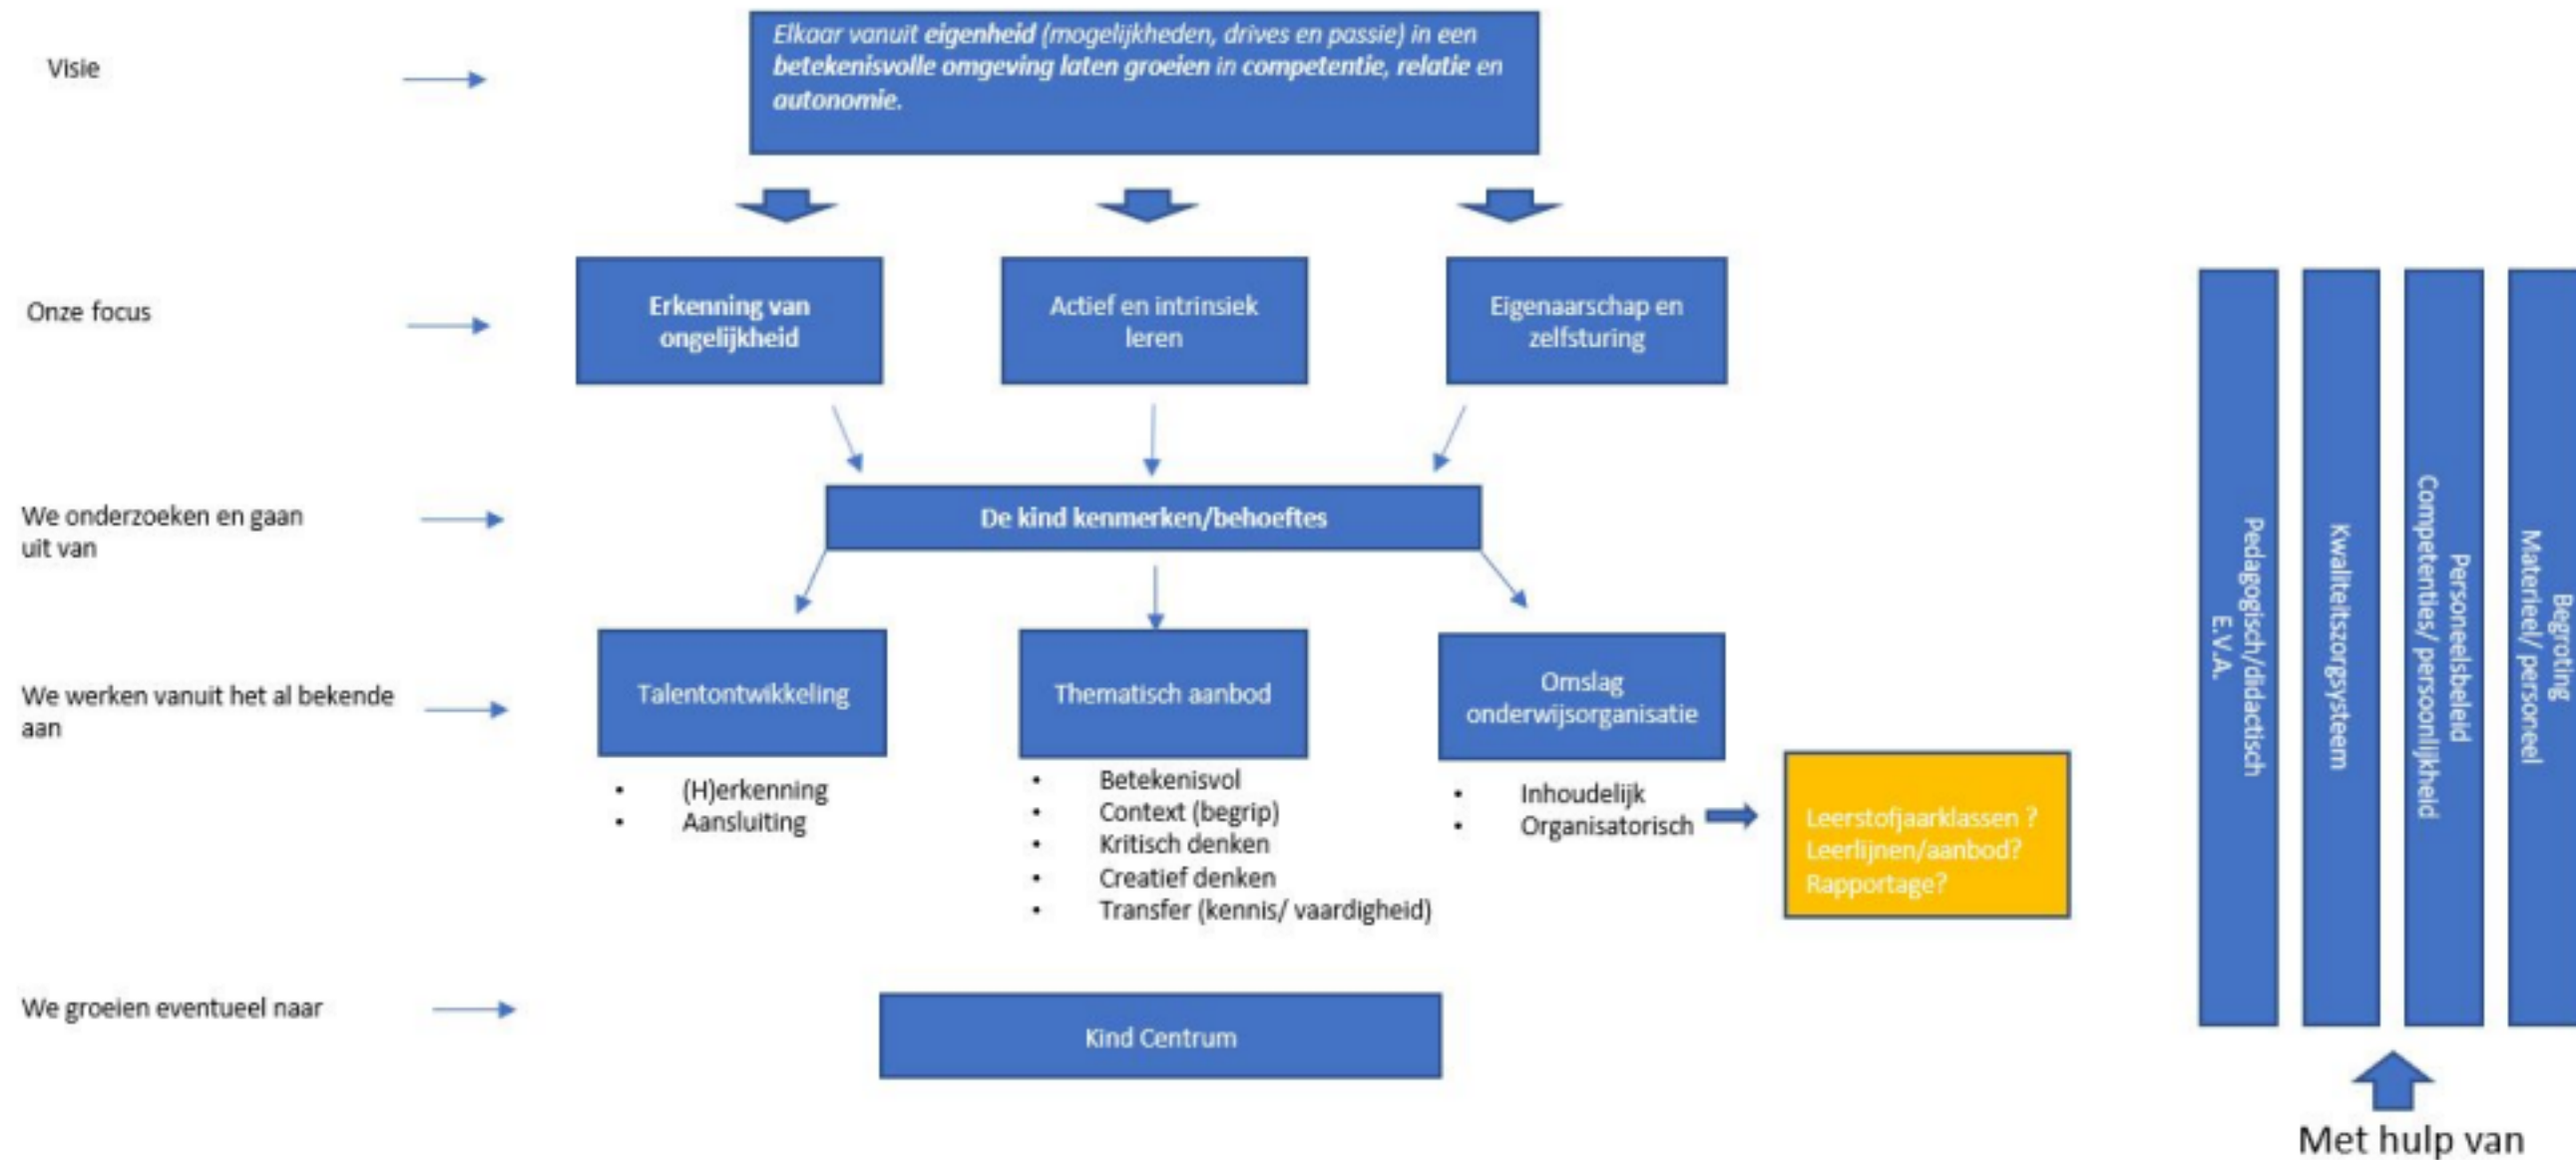 Visie
Elkaar vanuit eigenheid (mogelijkheden, drives en passie) in een
betekenisvolle omgeving laten groeien in competentie, relatie en
autonomie.
Onze focus
Erkenning van
ongelijkheid
Actief en intrinsiek
leren
Eigenaarschap en
zelfsturing
We onderzoeken en gaan
uit van
De kind kenmerken/behoeftes
We werken vanuit het al bekende
aan
Talentontwikkeling
• (H)erkenning
• Aansluiting
Thematisch aanbod
• Betekenisvol
• Context (begrip)
• Kritisch denken
• Creatief denken
• Transfer (kennis/ vaardigheid)
Omslag
onderwijsorganisatie
• Inhoudelijk
• Organisatorisch
Leerstofjaarklassen ?
Leerlijnen/aanbod?
Rapportage?
We groeien eventueel naar
Kind Centrum
Pedagogisch/didactisch
E.V.A.
Kwaliteitszorgsysteem
Personeelsbeleid
Competenties/ persoonlijkheid
Begroting
Materieel/ personeel
Met hulp van